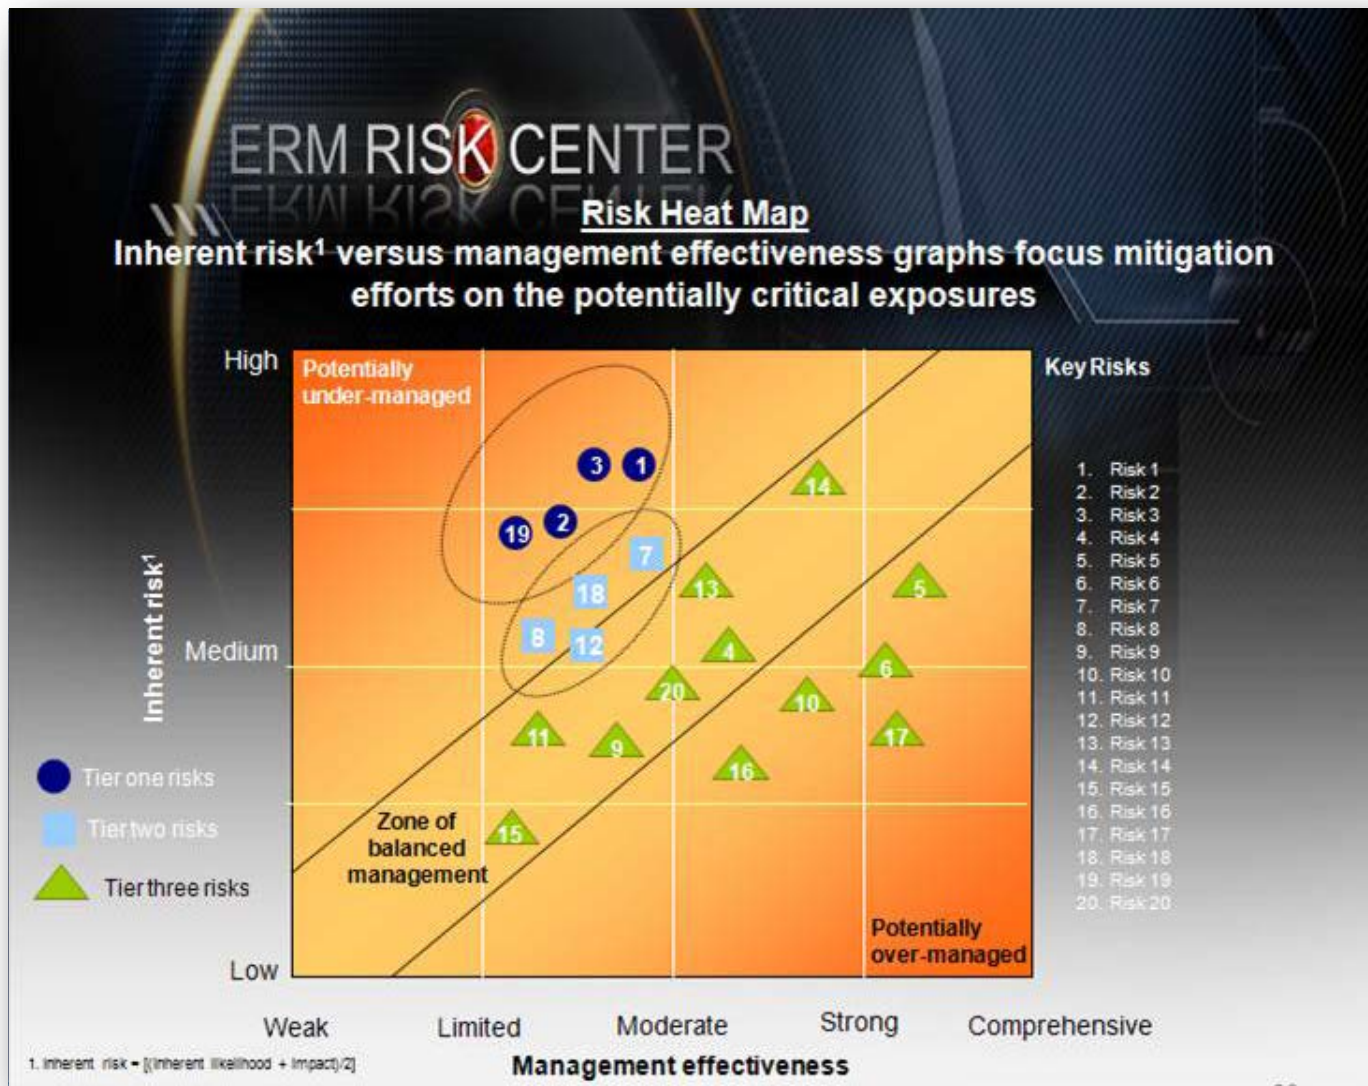 ERM RISK CENTER
Risk Heat Map
Inherent risk¹ versus management effectiveness graphs focus mitigation
efforts on the potentially critical exposures
High
Potentially
under-managed
Key Risks
3
1
14
1. Risk 1
2. Risk 2
3. Risk 3
4. Risk 4
5. Risk 5
6. Risk 6
7. Risk 7
8. Risk 8
9. Risk 9
10. Risk 10
11. Risk 11
12. Risk 12
13. Risk 13
14. Risk 14
15. Risk 15
16. Risk 16
17. Risk 17
18. Risk 18
19. Risk 19
20. Risk 20
19
2
7
18
13
5
Inherent risk¹
Medium
8
12
4
6
20
10
11
9
17
16
Tier one risks
Tier two risks
Tier three risks
15
Zone of
balanced
management
Potentially
over-managed
Low
Weak
Limited
Moderate
Strong
Comprehensive
Management effectiveness
1. Inherent risk = [(Inherent likelihood + Impact)/2]